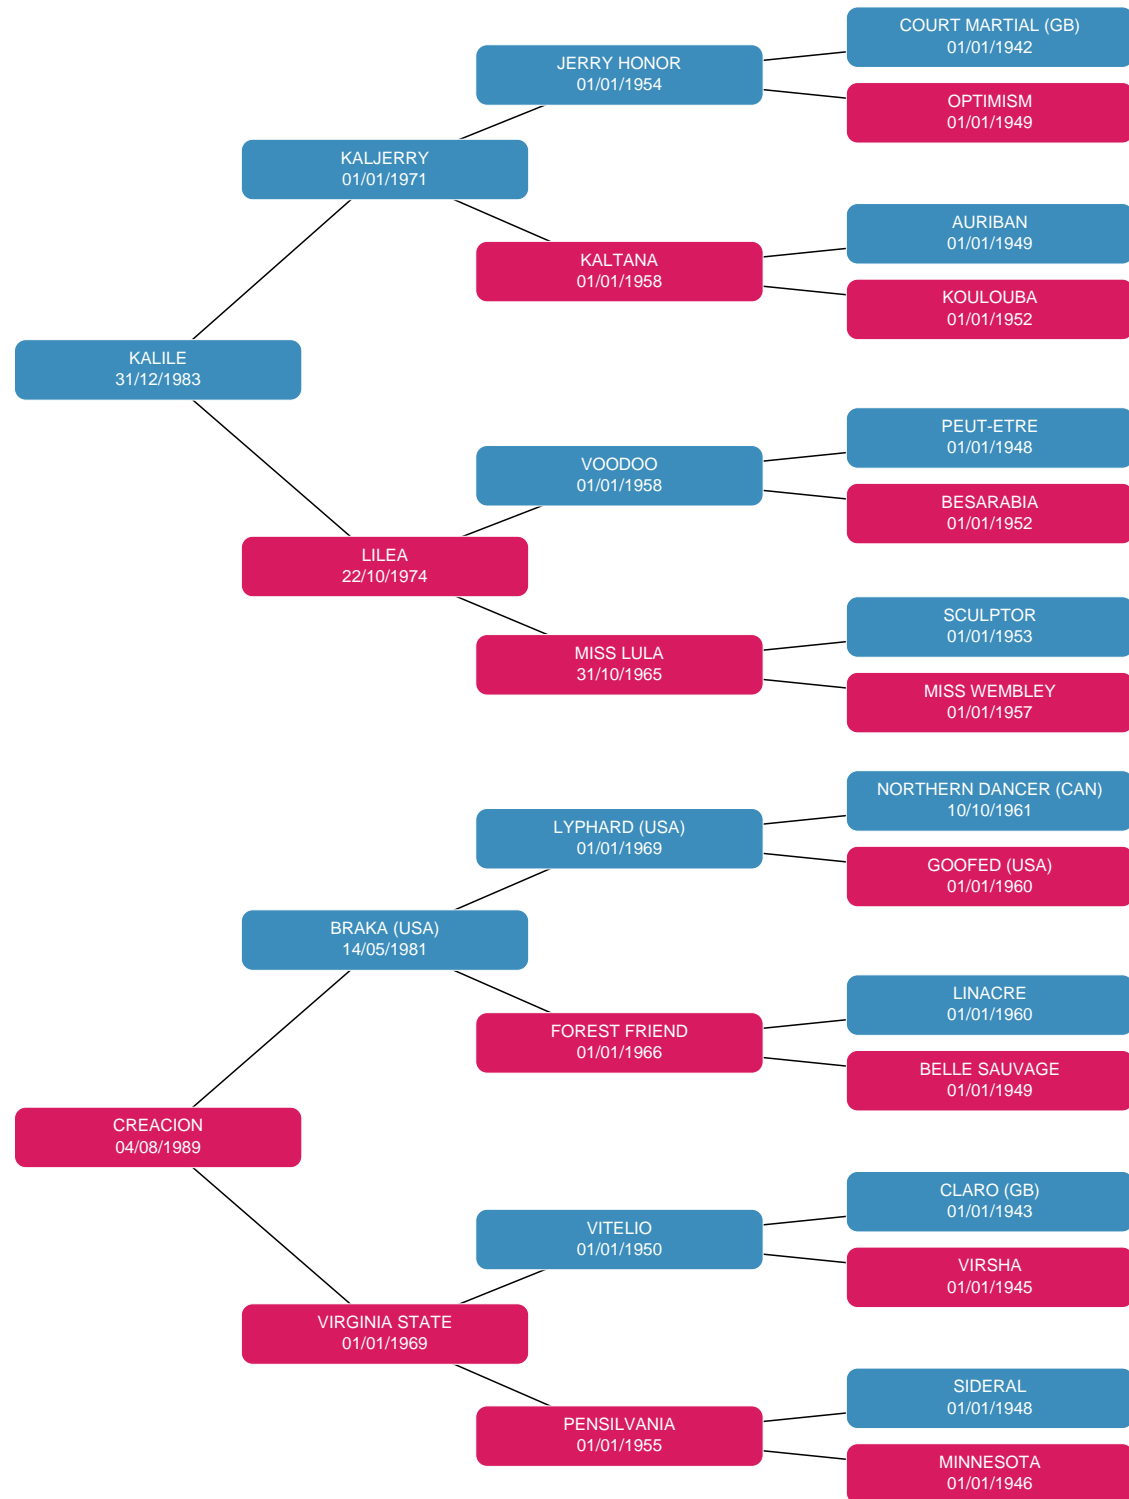 COURT MARTIAL (GB)
01/01/1942
JERRY HONOR
01/01/1954
OPTIMISM
01/01/1949
KALJERRY
01/01/1971
AURIBAN
01/01/1949
KALTANA
01/01/1958
KOULOUBA
01/01/1952
KALILE
31/12/1983
PEUT-ETRE
01/01/1948
VOODOO
01/01/1958
BESARABIA
01/01/1952
LILEA
22/10/1974
SCULPTOR
01/01/1953
MISS LULA
31/10/1965
MISS WEMBLEY
01/01/1957
NORTHERN DANCER (CAN)
10/10/1961
LYPHARD (USA)
01/01/1969
GOOFED (USA)
01/01/1960
BRAKA (USA)
14/05/1981
LINACRE
01/01/1960
FOREST FRIEND
01/01/1966
BELLE SAUVAGE
01/01/1949
CREACION
04/08/1989
CLARO (GB)
01/01/1943
VITELIO
01/01/1950
VIRSHA
01/01/1945
VIRGINIA STATE
01/01/1969
SIDERAL
01/01/1948
PENSILVANIA
01/01/1955
MINNESOTA
01/01/1946